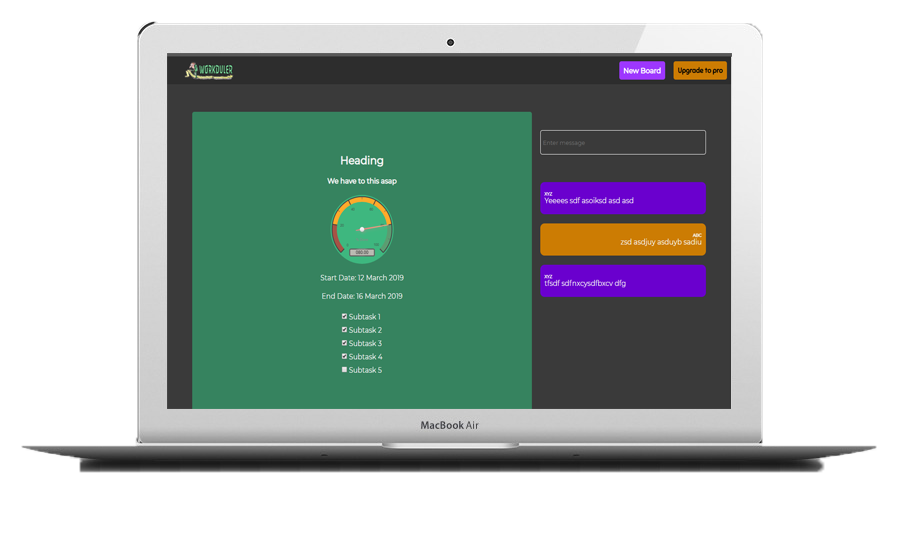 WORKDULER
New Board
Upgrade to pro
Heading
We have to this asap
Start Date: 12 March 2019
End Date: 16 March 2019
Subtask 1
Subtask 2
Subtask 3
Subtask 4
Subtask 5
Enter message
XYZ
Yeeees sdf asoiksd asd asd
ABC
zsd asdjuy asduyb sadiu
XYZ
tfsdf sdfnxcysdfbxcv dfg
MacBook Air